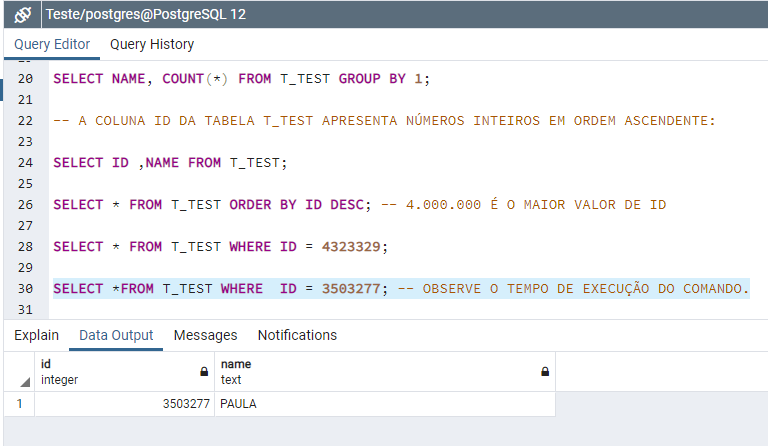 Teste/postgres@PostgreSQL 12
Query Editor Query History
20 SELECT NAME, COUNT(*) FROM T_TEST GROUP BY 1;
21
22 -- A COLUNA ID DA TABELA T_TEST APRESENTA NÚMEROS INTEIROS EM ORDEM ASCENDENTE:
23
24 SELECT ID ,NAME FROM T_TEST;
25
26 SELECT * FROM T_TEST ORDER BY ID DESC; -- 4.000.000 É O MAIOR VALOR DE ID
27
28 SELECT * FROM T_TEST WHERE ID = 4323329;
29
30 SELECT *FROM T_TEST WHERE  ID = 3503277; -- OBSERVE O TEMPO DE EXECUÇÃO DO COMANDO.
31
Explain Data Output Messages Notifications
id name
integer text
1 3503277 PAULA